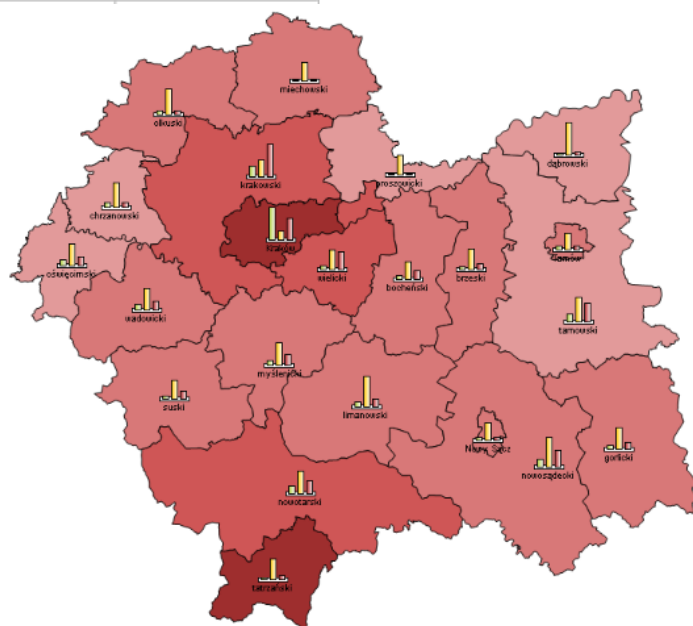 miechowski
olkuski
dąbrowski
krakowski
proszowicki
chrzanowski
Kraków
Tarnów
oświęcimski
wielicki
bocheński
brzeski
wadowicki
tarnowski
myślenicki
suski
limanowski
Nowy Sącz
gorlicki
nowosądecki
nowotarski
tatrzański